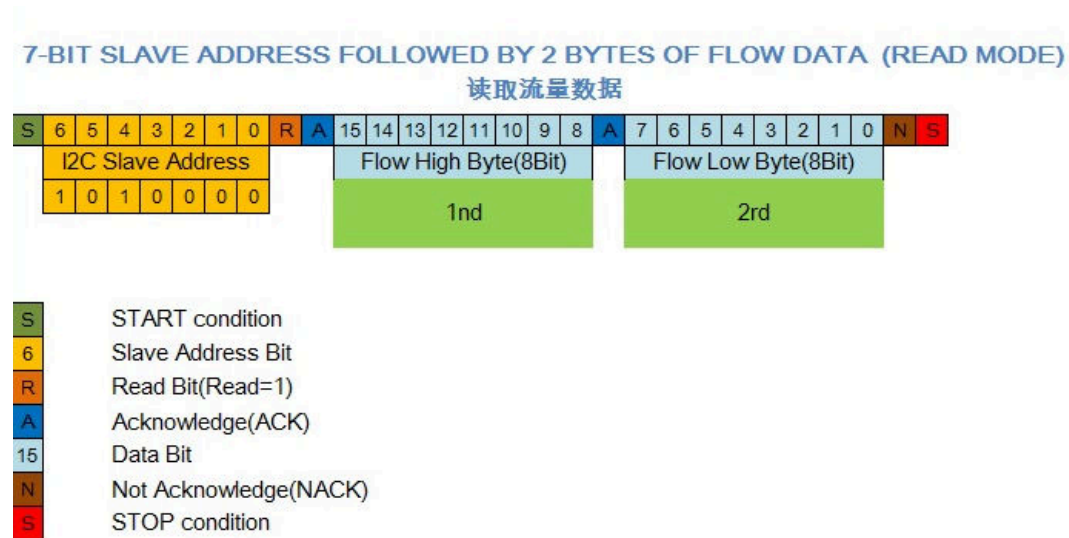 7-BIT SLAVE ADDRESS FOLLOWED BY 2 BYTES OF FLOW DATA (READ MODE)
读取流量数据
S 6 5 4 3 2 1 0 R A 15 14 13 12 11 10 9 8 A 7 6 5 4 3 2 1 0 N S
I2C Slave Address Flow High Byte(8Bit) Flow Low Byte(8Bit)
1 0 1 0 0 0 0
1nd 2rd
S START condition
6 Slave Address Bit
R Read Bit(Read=1)
A Acknowledge(ACK)
15 Data Bit
N Not Acknowledge(NACK)
S STOP condition